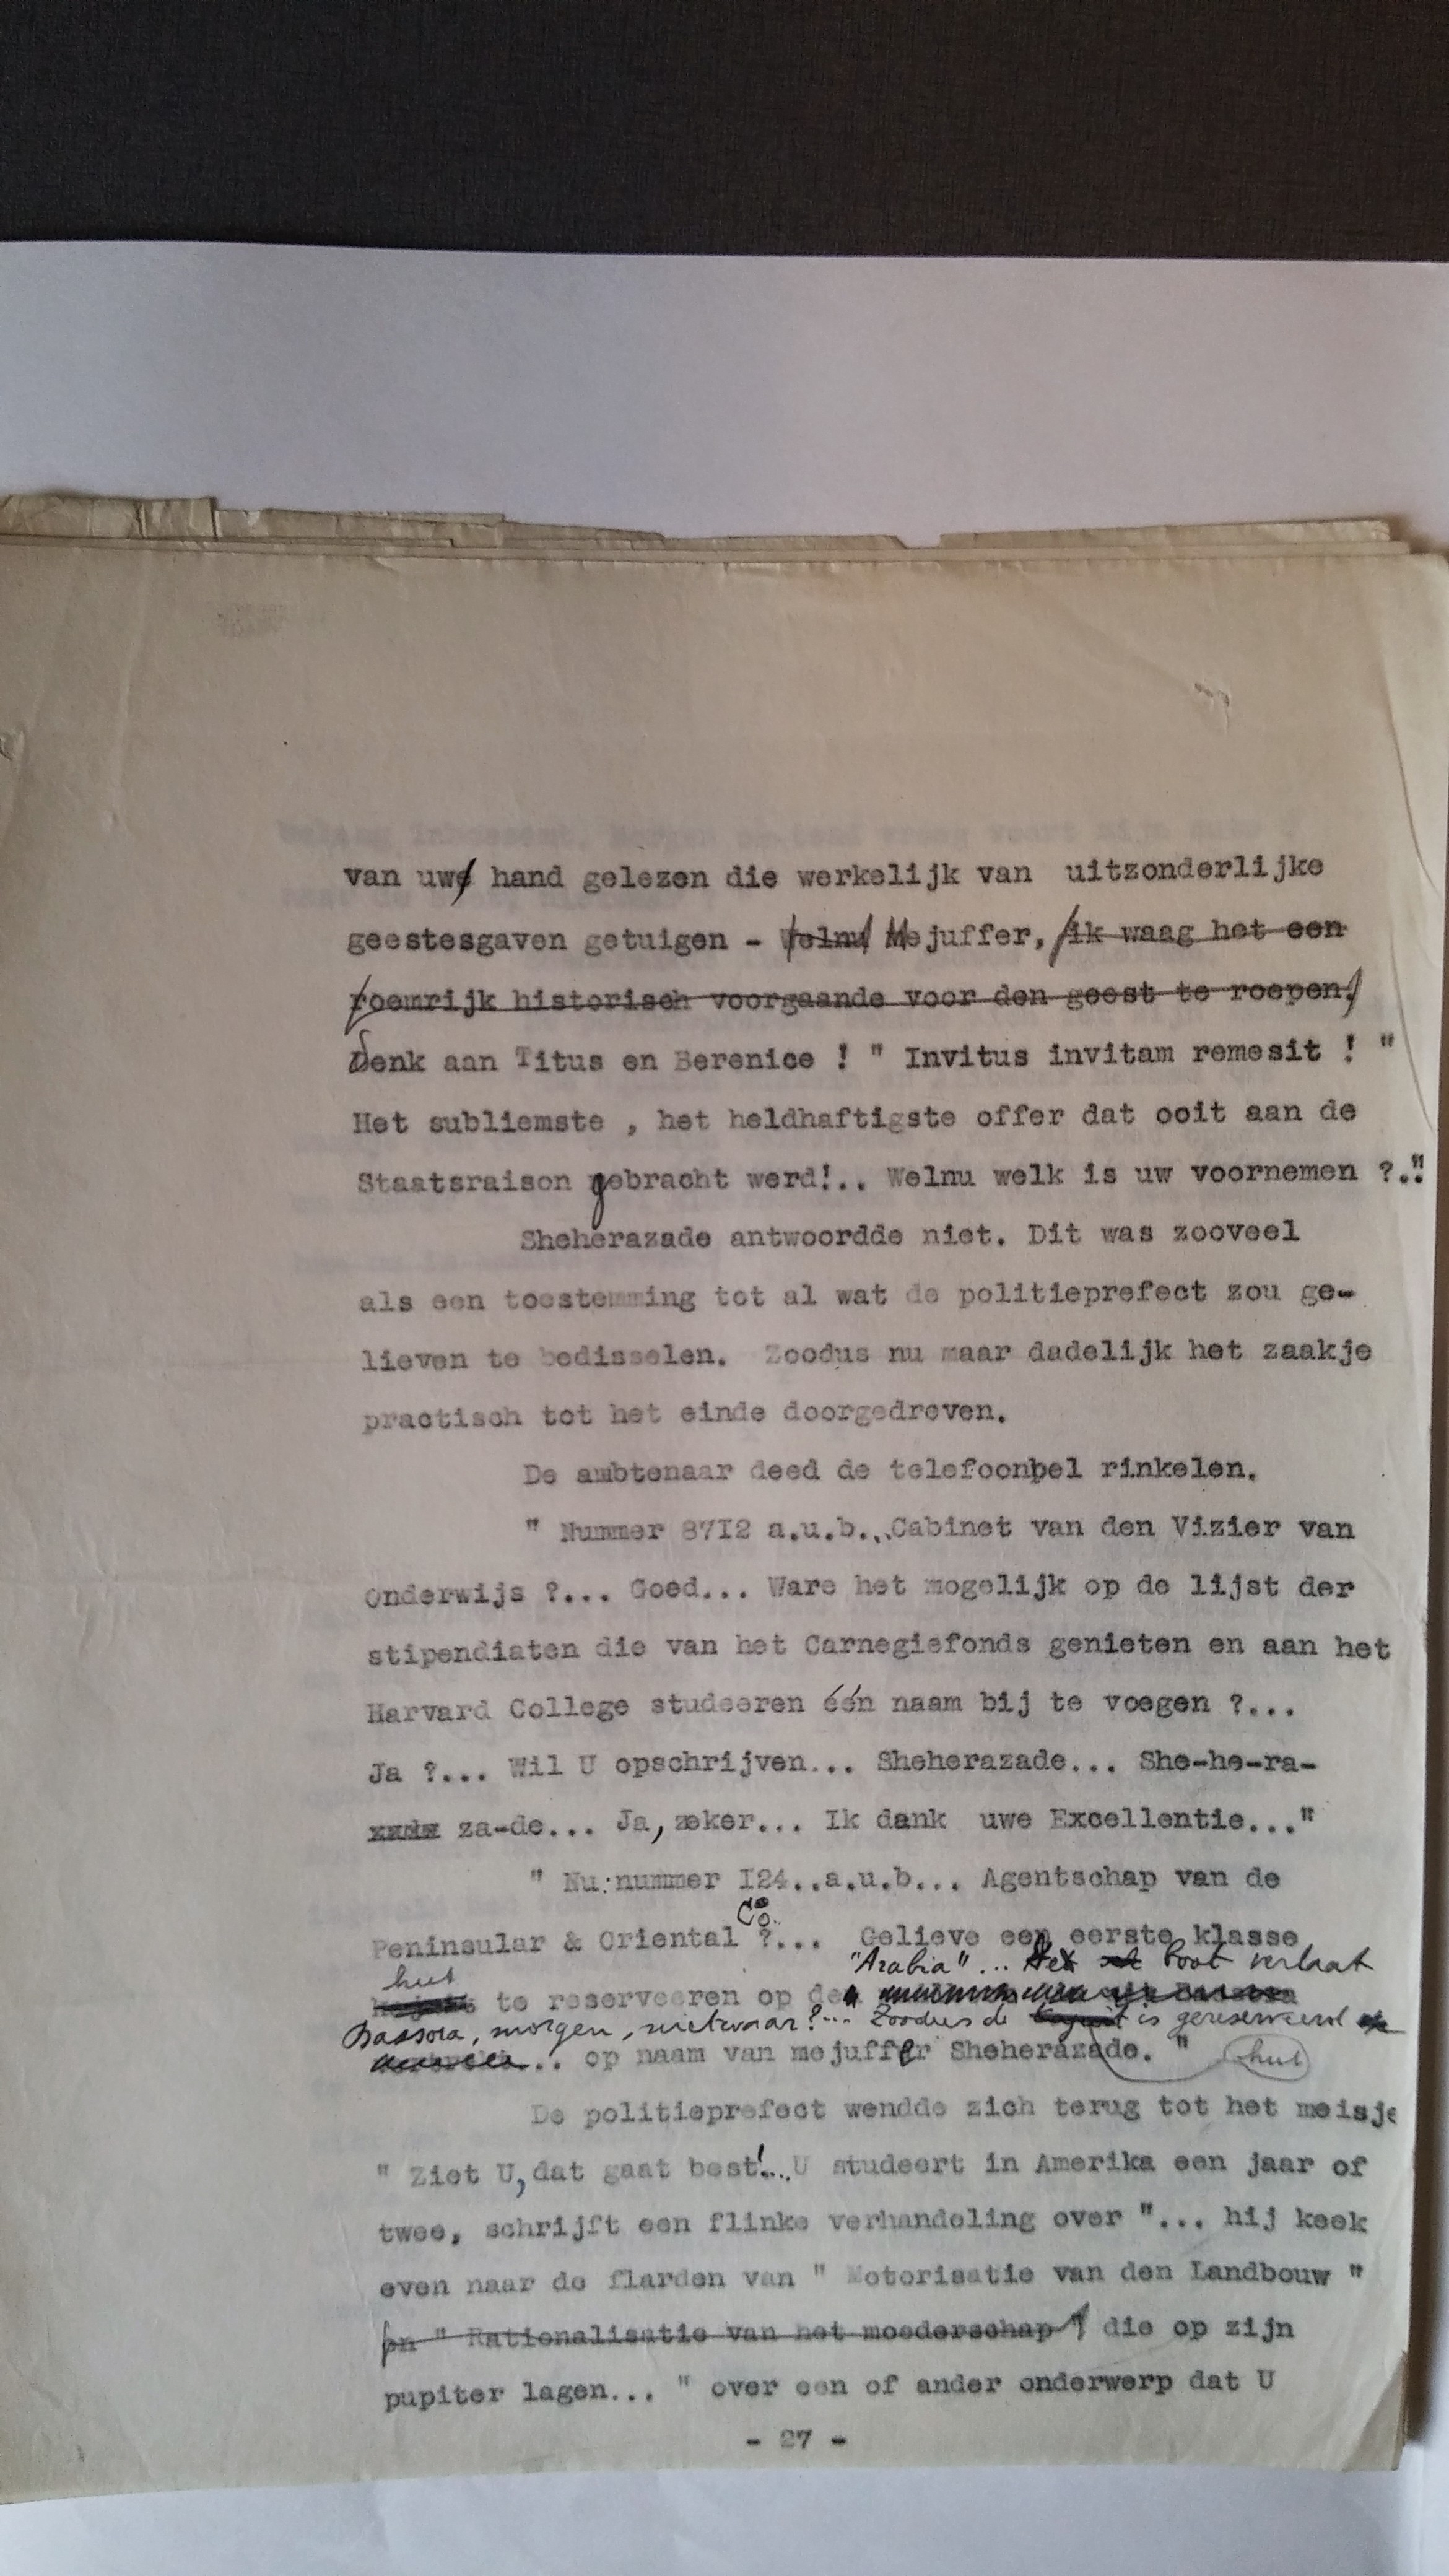 van uwe hand gelezen die werkelijk van uitzonderlijke
geestesgaven getuigen - Welnu Mejuffer, ik waag het een
roemrijk historisch voorgaande voor den geest te roepen.
Denk aan Titus en Berenice ! " Invitus invitam remesit ! "
Het subliemste , het heldhaftigste offer dat ooit aan de
Staatsraison gebracht werd!.. Welnu welk is uw voornemen ?.."
Sheherazade antwoordde niet. Dit was zooveel
als een toestemming tot al wat de politieprefect zou ge-
lieven te bedisselen. Zoodus nu maar dadelijk het zaakje
practisch tot het einde doorgedreven.
De ambtenaar deed de telefoonbel rinkelen.
" Nummer 8712 a.u.b... Cabinet van den Vizier van
Onderwijs ?... Goed... Ware het mogelijk op de lijst der
stipendiaten die van het Carnegiefonds genieten en aan het
Harvard College studeeren één naam bij te voegen ?...
Ja ?... Wil U opschrijven... Sheherazade... She-he-ra-
za-de... Ja, zeker... Ik dank uwe Excellentie..."
" Nu: nummer I24..a.u.b... Agentschap van de
Co
Peninsular & Oriental ?... Gelieve een eerste klasse
"Arabia" ... Het boot verlaat
hut
te reserveeren op den
Bassora, morgen, nietwaar?..." Zoodus de is gereserveerd
... op naam van mejuffer Sheherazade. " hut
De politieprefect wendde zich terug tot het meisje
" Ziet U, dat gaat best!... U studeert in Amerika een jaar of
twee, schrijft een flinke verhandeling over "... hij keek
even naar de flarden van " Motorisatie van den Landbouw "
en " Rationalisatie van het moederschap " die op zijn
pupiter lagen... " over een of ander onderwerp dat U
- 27 -